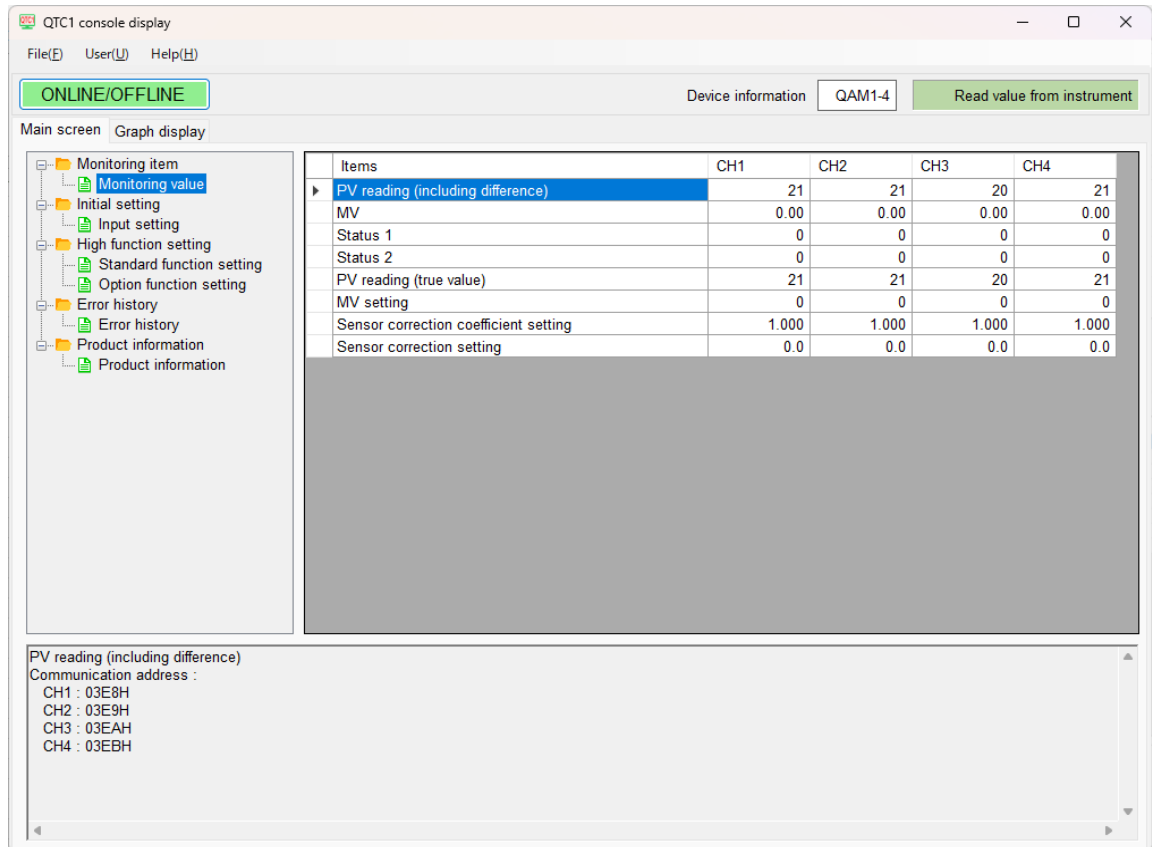 QTC1 console display
File(F) User(U) Help(H)
ONLINE/OFFLINE Device information QAM1-4 Read value from instrument
Main screen Graph display
Monitoring item
Monitoring value
Initial setting
Input setting
High function setting
Standard function setting
Option function setting
Error history
Error history
Product information
Product information
Items CH1 CH2 CH3 CH4
PV reading (including difference) 21 21 20 21
MV 0.00 0.00 0.00 0.00
Status 1 0 0 0 0
Status 2 0 0 0 0
PV reading (true value) 21 21 20 21
MV setting 0 0 0 0
Sensor correction coefficient setting 1.000 1.000 1.000 1.000
Sensor correction setting 0.0 0.0 0.0 0.0
PV reading (including difference)
Communication address :
CH1 : 03E8H
CH2 : 03E9H
CH3 : 03EAH
CH4 : 03EBH